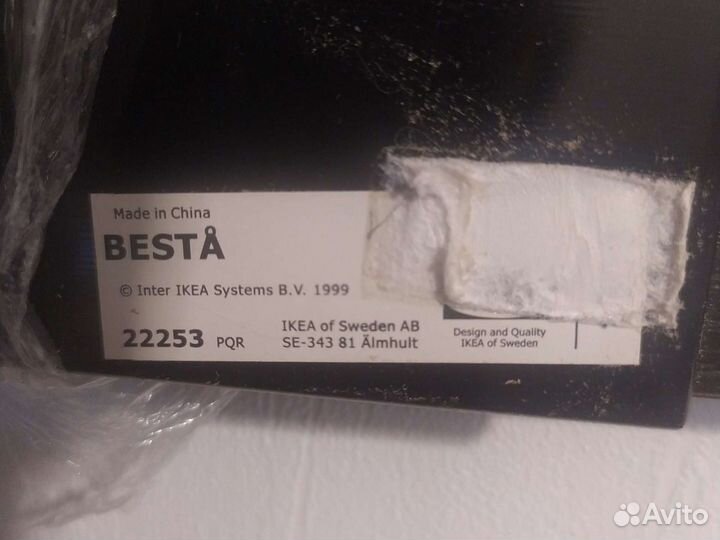 Made in China
BESTÅ
© Inter IKEA Systems B.V. 1999
22253 PQR
IKEA of Sweden AB
SE-343 81 Älmhult
Design and Quality
IKEA of Sweden
Avito